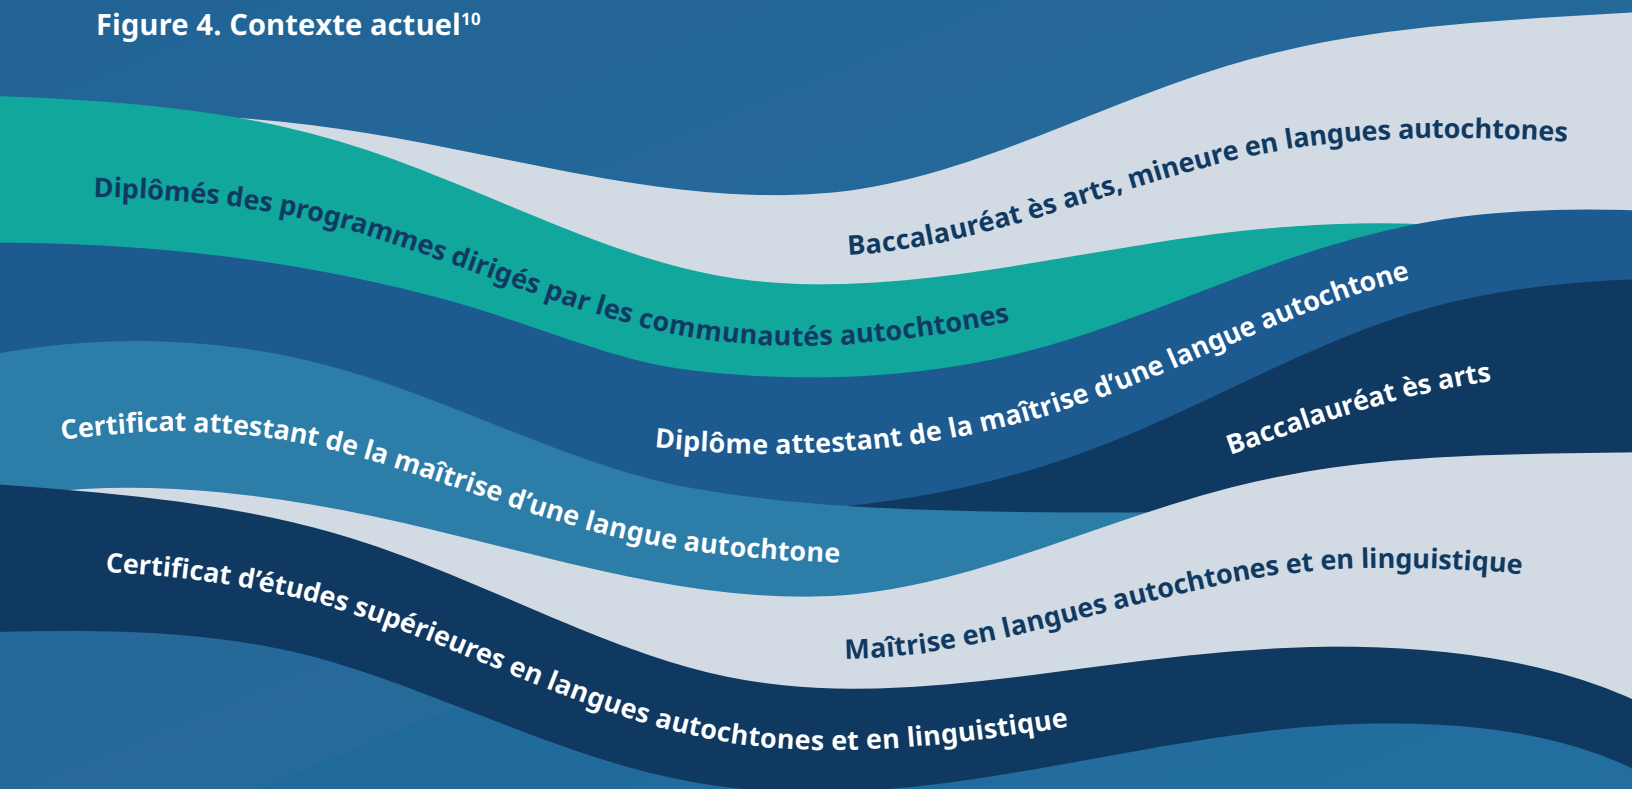 Figure 4. Contexte actuel¹⁰
Baccalauréat ès arts, mineure en langues autochtones
Diplômés des programmes dirigés par les communautés autochtones
Diplôme attestant de la maîtrise d’une langue autochtone
Baccalauréat ès arts
Certificat attestant de la maîtrise d’une langue autochtone
Maîtrise en langues autochtones et en linguistique
Certificat d’études supérieures en langues autochtones et en linguistique